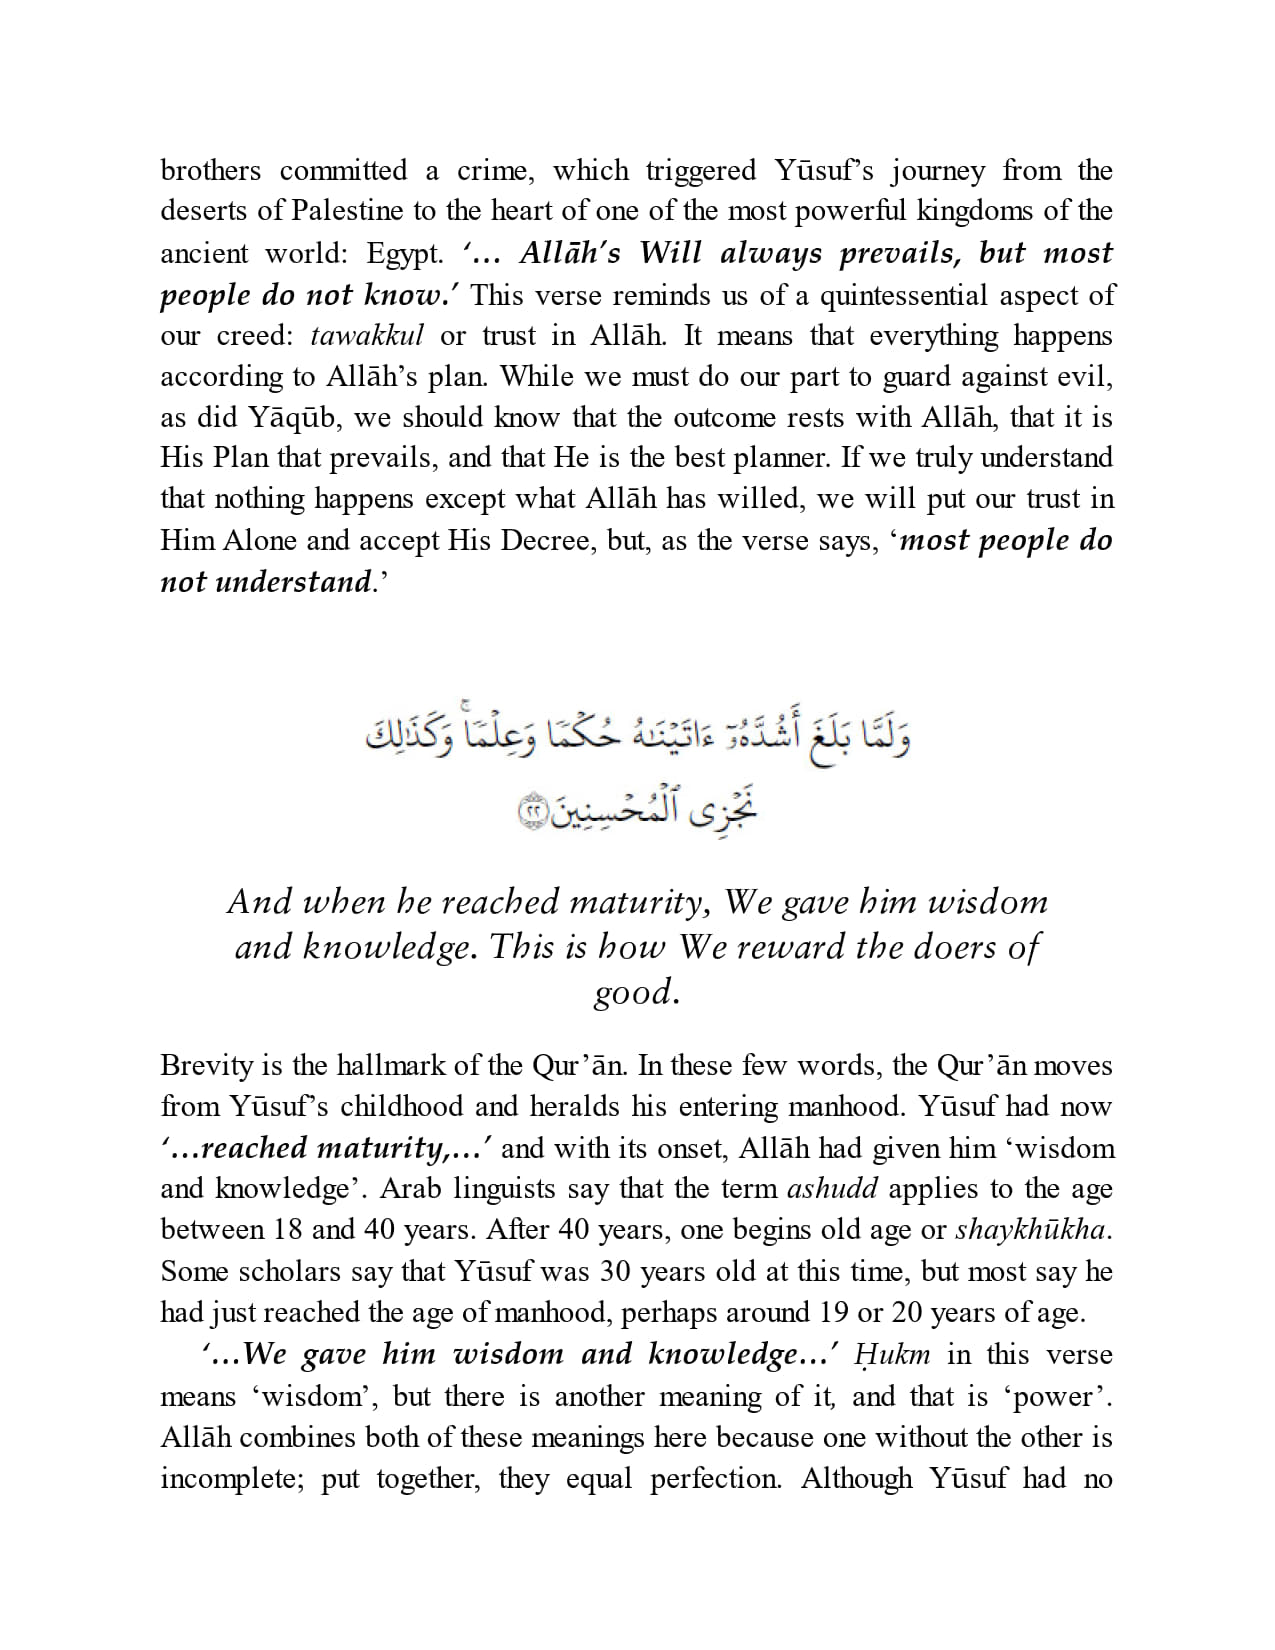 brothers committed a crime, which triggered Yūsuf’s journey from the
deserts of Palestine to the heart of one of the most powerful kingdoms of the
ancient world: Egypt. ‘… Allāh’s Will always prevails, but most
people do not know.’ This verse reminds us of a quintessential aspect of
our creed: tawakkul or trust in Allāh. It means that everything happens
according to Allāh’s plan. While we must do our part to guard against evil,
as did Yāqūb, we should know that the outcome rests with Allāh, that it is
His Plan that prevails, and that He is the best planner. If we truly understand
that nothing happens except what Allāh has willed, we will put our trust in
Him Alone and accept His Decree, but, as the verse says, ‘most people do
not understand.’
وَلَمَّا بَلَغَ أَشُدَّهُۥٓ ءَاتَيْنَـٰهُ حُكْمًا وَعِلْمًا ۚ وَكَذَٰلِكَ
نَجْزِى ٱلْمُحْسِنِينَ ٢٢
And when he reached maturity, We gave him wisdom
and knowledge. This is how We reward the doers of
good.
Brevity is the hallmark of the Qur’ān. In these few words, the Qur’ān moves
from Yūsuf’s childhood and heralds his entering manhood. Yūsuf had now
‘…reached maturity,…’ and with its onset, Allāh had given him ‘wisdom
and knowledge’. Arab linguists say that the term ashudd applies to the age
between 18 and 40 years. After 40 years, one begins old age or shaykhūkha.
Some scholars say that Yūsuf was 30 years old at this time, but most say he
had just reached the age of manhood, perhaps around 19 or 20 years of age.
‘…We gave him wisdom and knowledge…’ Ḥukm in this verse
means ‘wisdom’, but there is another meaning of it, and that is ‘power’.
Allāh combines both of these meanings here because one without the other is
incomplete; put together, they equal perfection. Although Yūsuf had no